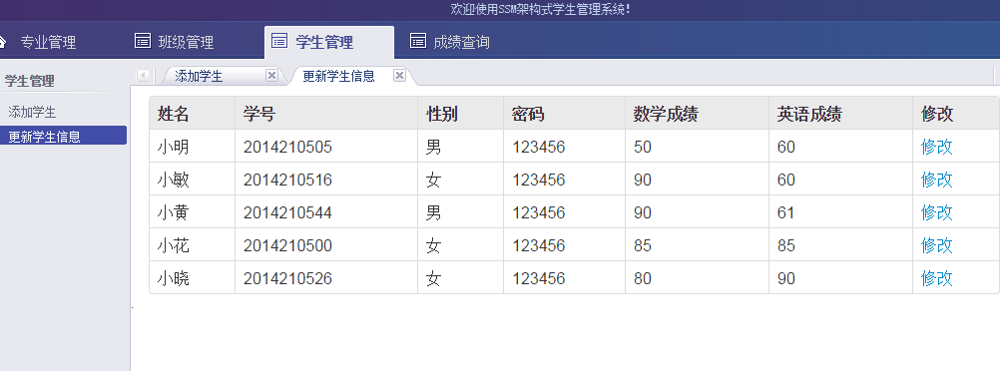 欢迎使用SSM架构式学生管理系统!
专业管理 班级管理 学生管理 成绩查询
学生管理
添加学生
更新学生信息
添加学生 更新学生信息
姓名 学号 性别 密码 数学成绩 英语成绩 修改
小明 2014210505 男 123456 50 60 修改
小敏 2014210516 女 123456 90 60 修改
小黄 2014210544 男 123456 90 61 修改
小花 2014210500 女 123456 85 85 修改
小晓 2014210526 女 123456 80 90 修改